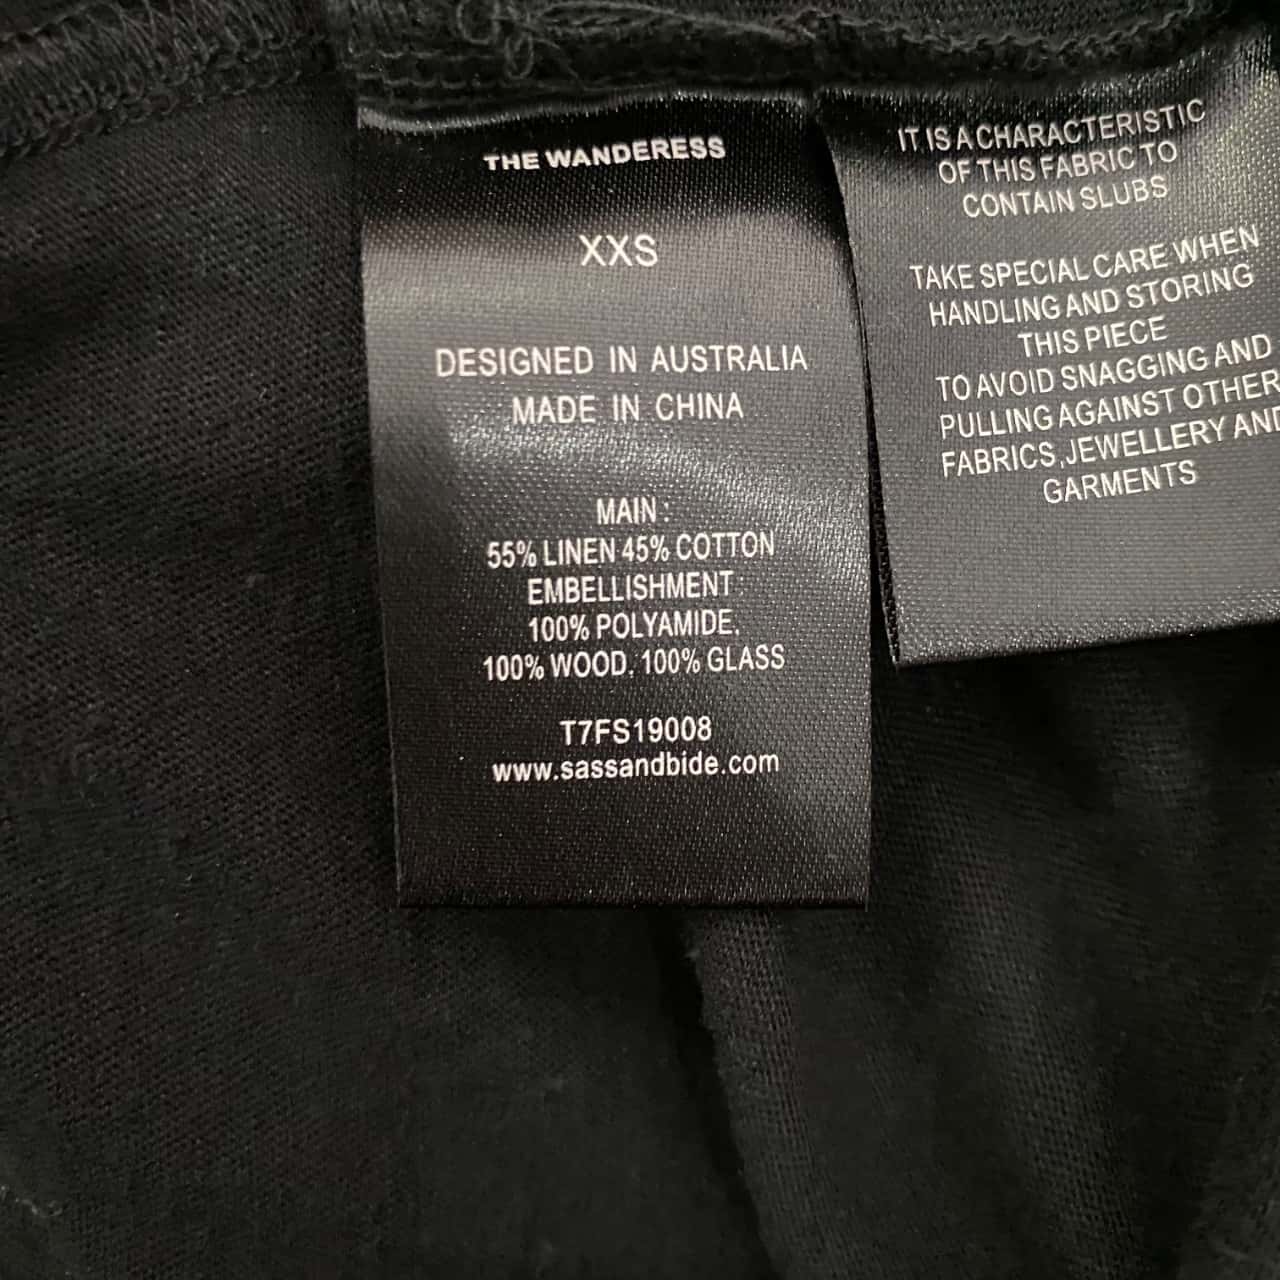 THE WANDERESS
XXS
DESIGNED IN AUSTRALIA
MADE IN CHINA
MAIN :
55% LINEN 45% COTTON
EMBELLISHMENT :
100% POLYAMIDE,
100% WOOD, 100% GLASS
T7FS19008
www.sassandbide.com
IT IS A CHARACTERISTIC
OF THIS FABRIC TO
CONTAIN SLUBS
TAKE SPECIAL CARE WHEN
HANDLING AND STORING
THIS PIECE
TO AVOID SNAGGING AND
PULLING AGAINST OTHER
FABRICS, JEWELLERY AND
GARMENTS